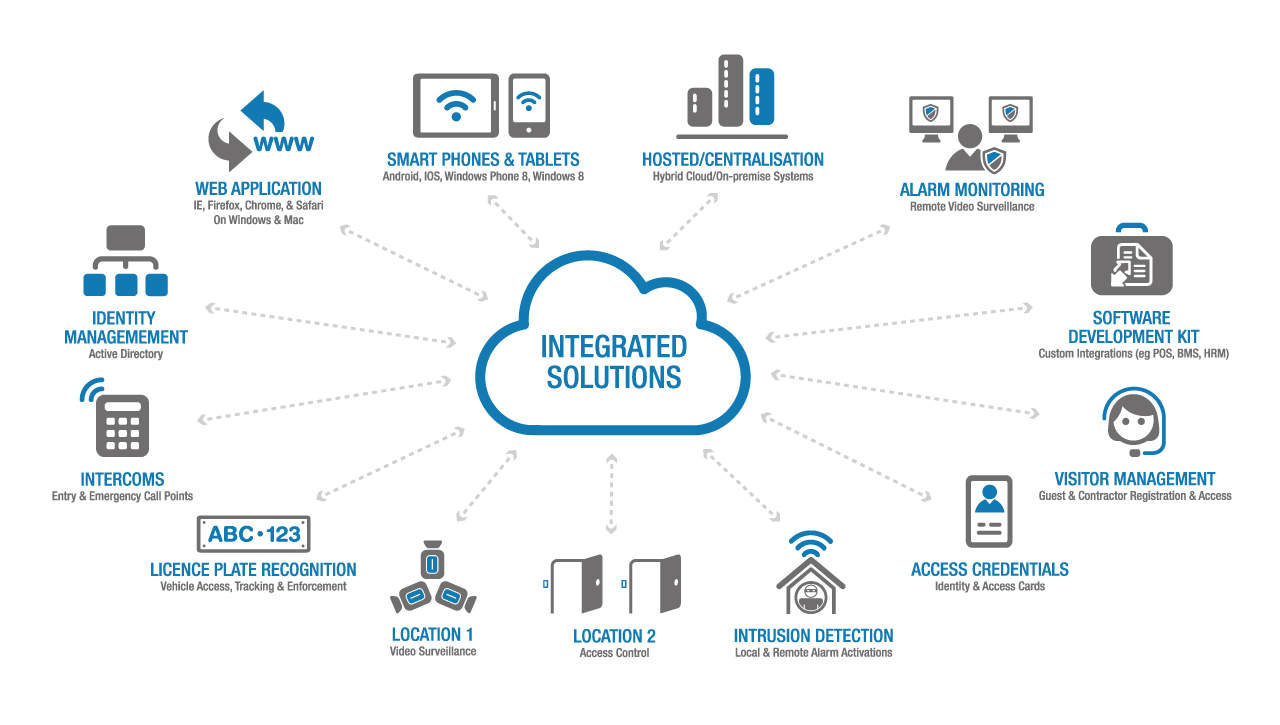 WWW
WEB APPLICATION
IE, Firefox, Chrome, & Safari
On Windows & Mac
SMART PHONES & TABLETS
Android, IOS, Windows Phone 8, Windows 8
HOSTED/CENTRALISATION
Hybrid Cloud/On-premise Systems
ALARM MONITORING
Remote Video Surveillance
IDENTITY
MANAGEMEMENT
Active Directory
INTEGRATED
SOLUTIONS
SOFTWARE
DEVELOPMENT KIT
Custom Integrations (eg POS, BMS, HRM)
INTERCOMS
Entry & Emergency Call Points
VISITOR MANAGEMENT
Guest & Contractor Registration & Access
ABC•123
LICENCE PLATE RECOGNITION
Vehicle Access, Tracking & Enforcement
ACCESS CREDENTIALS
Identity & Access Cards
LOCATION 1
Video Surveillance
LOCATION 2
Access Control
INTRUSION DETECTION
Local & Remote Alarm Activations